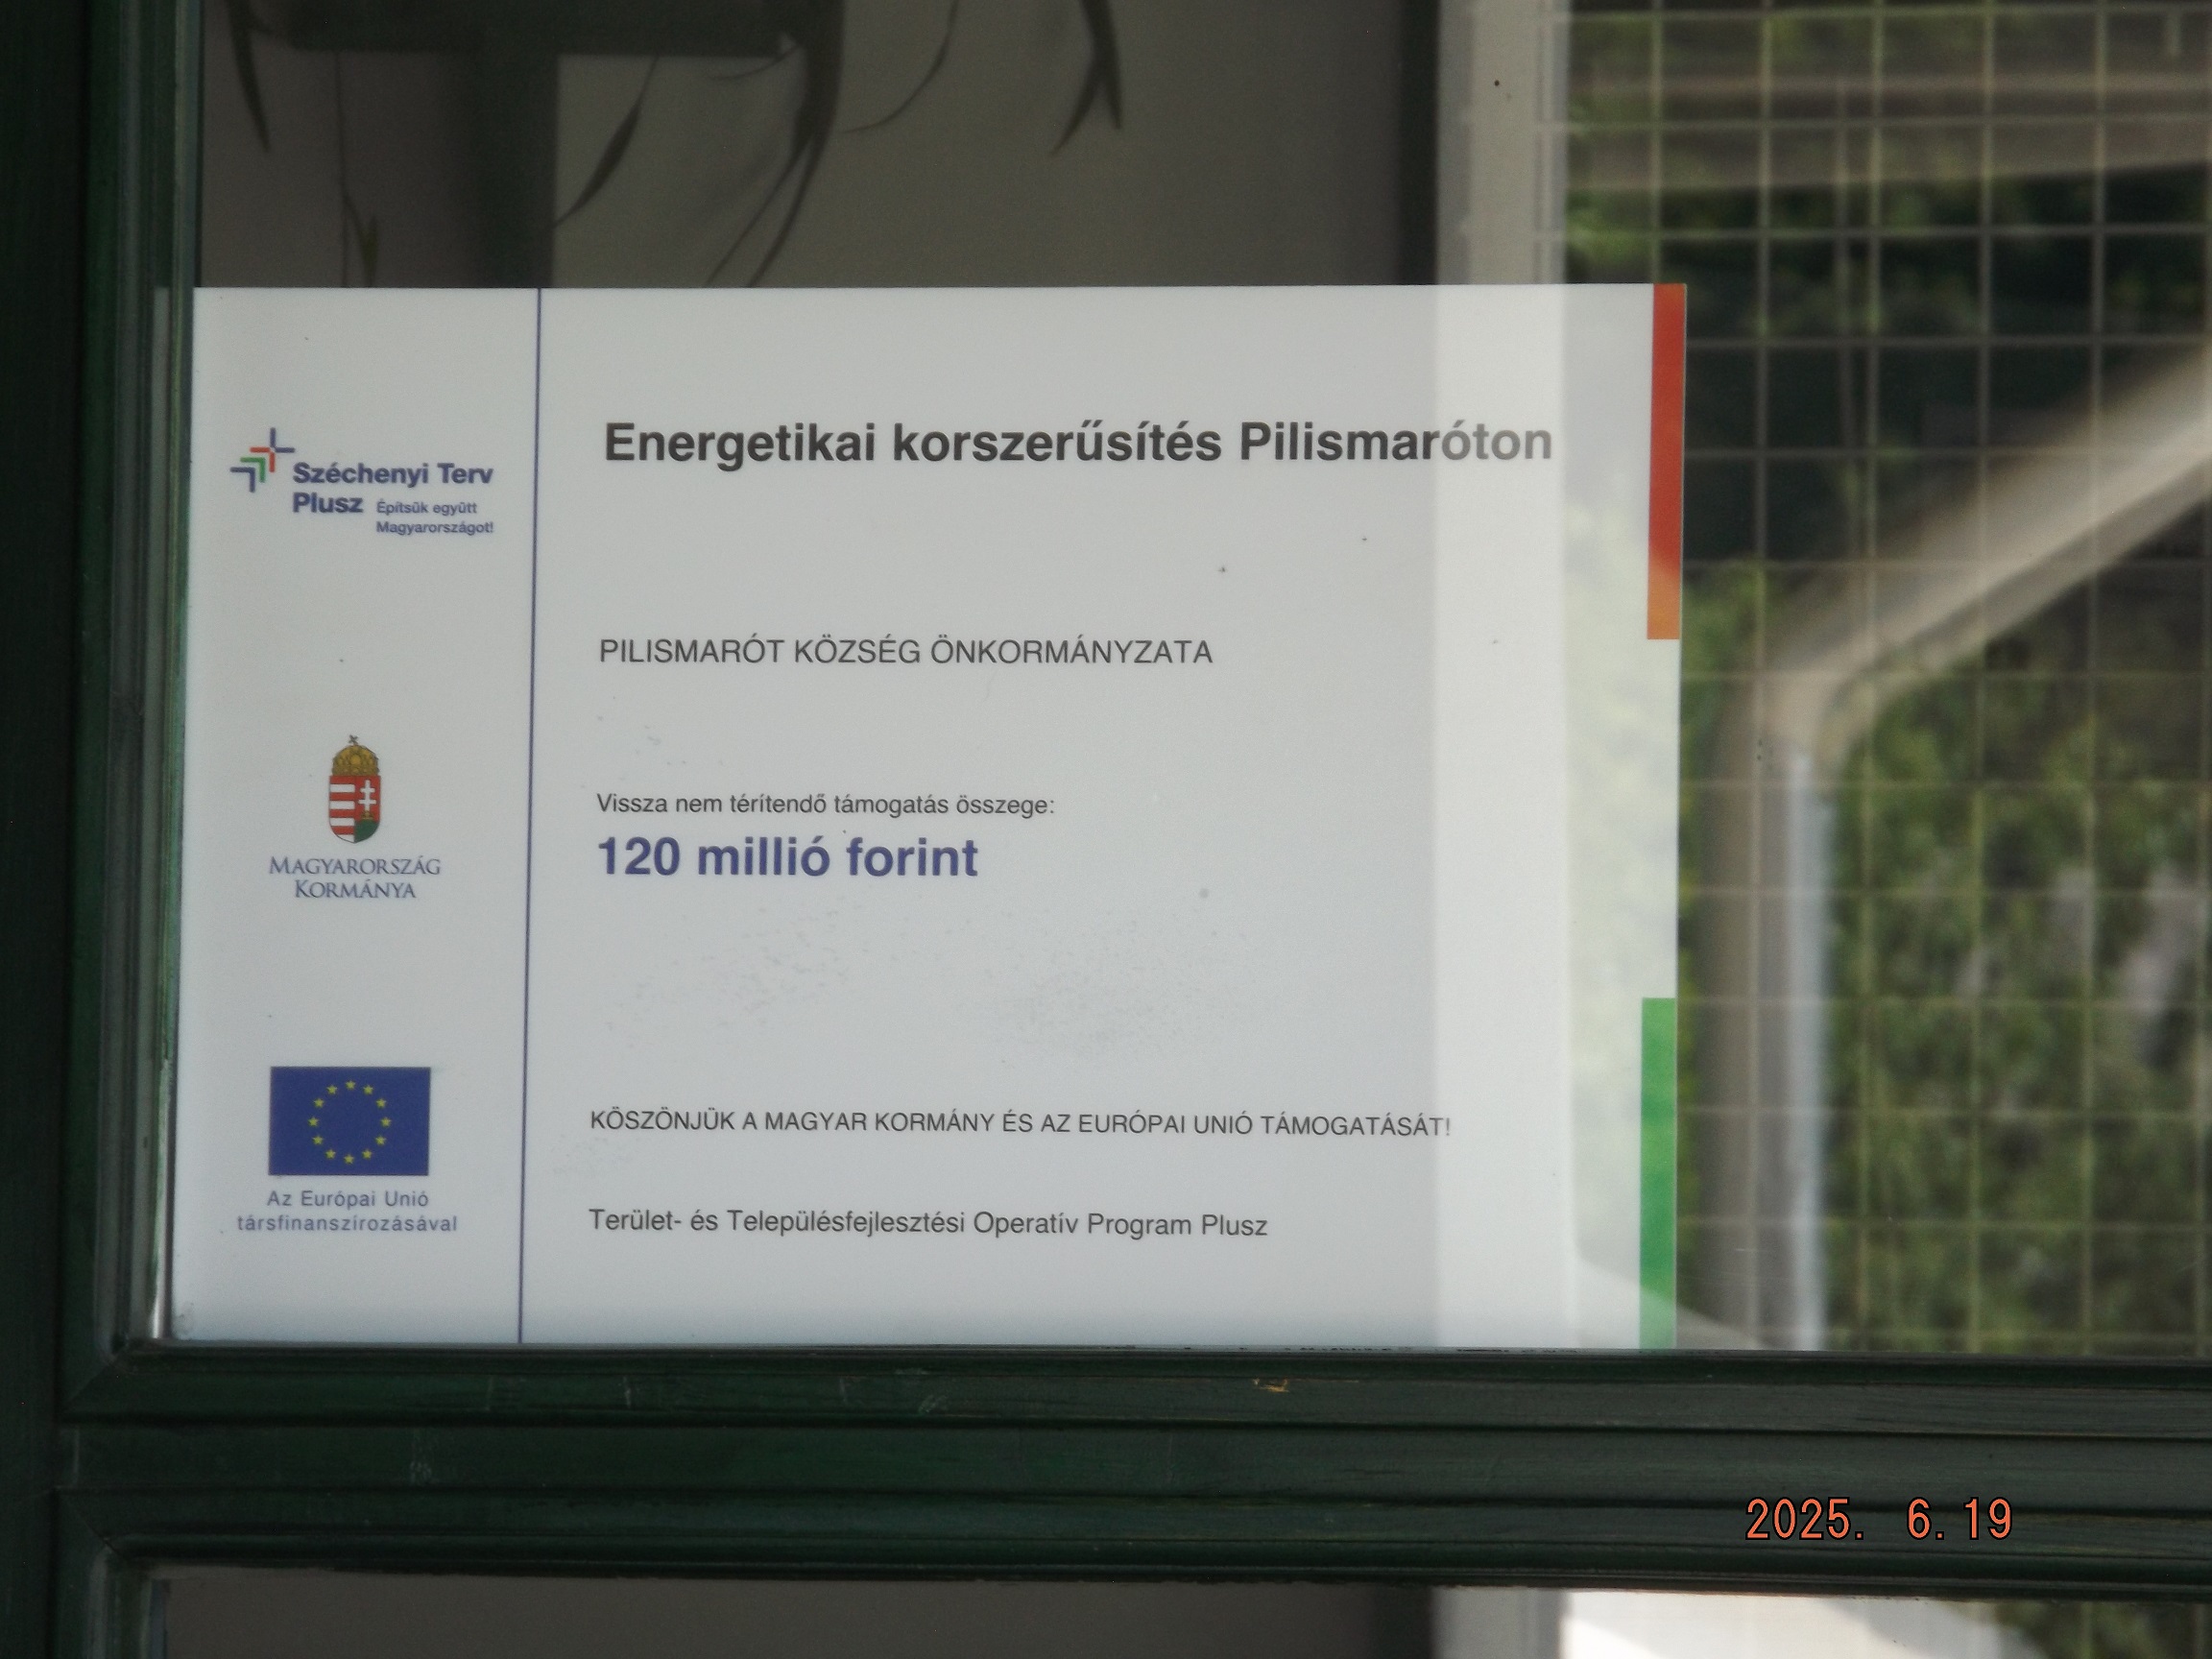 Széchenyi Terv
Plusz Építsük együtt
Magyarországot!
MAGYARORSZÁG
KORMÁNYA
Az Európai Unió
társfinanszírozásával
Energetikai korszerűsítés Pilismaróton
PILISMARÓT KÖZSÉG ÖNKORMÁNYZATA
Vissza nem térítendő támogatás összege:
120 millió forint
KÖSZÖNJÜK A MAGYAR KORMÁNY ÉS AZ EURÓPAI UNIÓ TÁMOGATÁSÁT!
Terület- és Településfejlesztési Operatív Program Plusz
2025. 6.19